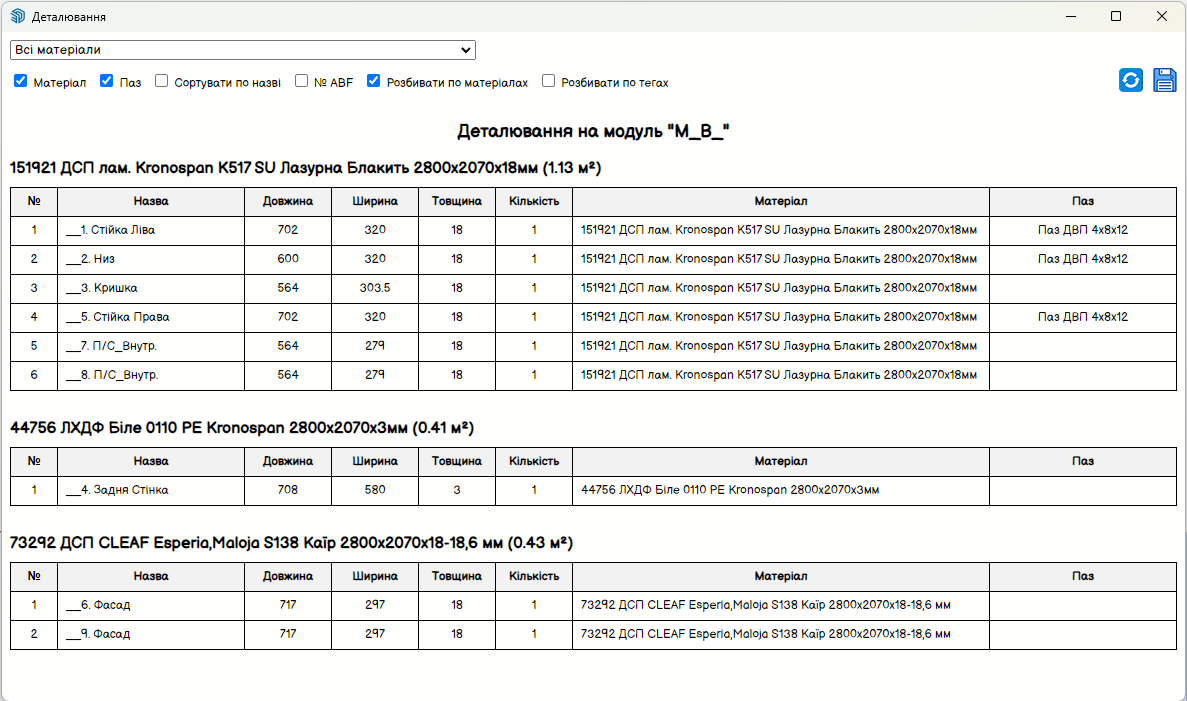 Деталювання
Всі матеріали
Матеріал Паз Сортувати по назві № ABF Розбивати по матеріалах Розбивати по тегах
Деталювання на модуль "M_B_"
151921 ДСП лам. Kronospan K517 SU Лазурна Блакить 2800x2070x18мм (1.13 м²)
№ Назва Довжина Ширина Товщина Кількість Матеріал Паз
1 __1. Стійка Ліва 702 320 18 1 151921 ДСП лам. Kronospan K517 SU Лазурна Блакить 2800x2070x18мм Паз ДВП 4x8x12
2 __2. Низ 600 320 18 1 151921 ДСП лам. Kronospan K517 SU Лазурна Блакить 2800x2070x18мм Паз ДВП 4x8x12
3 __3. Кришка 564 303.5 18 1 151921 ДСП лам. Kronospan K517 SU Лазурна Блакить 2800x2070x18мм
4 __5. Стійка Права 702 320 18 1 151921 ДСП лам. Kronospan K517 SU Лазурна Блакить 2800x2070x18мм Паз ДВП 4x8x12
5 __7. П/С_Внутр. 564 279 18 1 151921 ДСП лам. Kronospan K517 SU Лазурна Блакить 2800x2070x18мм
6 __8. П/С_Внутр. 564 279 18 1 151921 ДСП лам. Kronospan K517 SU Лазурна Блакить 2800x2070x18мм
44756 ЛХДФ Біле 0110 PE Kronospan 2800x2070x3мм (0.41 м²)
№ Назва Довжина Ширина Товщина Кількість Матеріал Паз
1 __4. Задня Стінка 708 580 3 1 44756 ЛХДФ Біле 0110 PE Kronospan 2800x2070x3мм
73292 ДСП CLEAF Esperia,Maloja S138 Каїр 2800x2070x18-18,6 мм (0.43 м²)
№ Назва Довжина Ширина Товщина Кількість Матеріал Паз
1 __6. Фасад 717 297 18 1 73292 ДСП CLEAF Esperia,Maloja S138 Каїр 2800x2070x18-18,6 мм
2 __9. Фасад 717 297 18 1 73292 ДСП CLEAF Esperia,Maloja S138 Каїр 2800x2070x18-18,6 мм